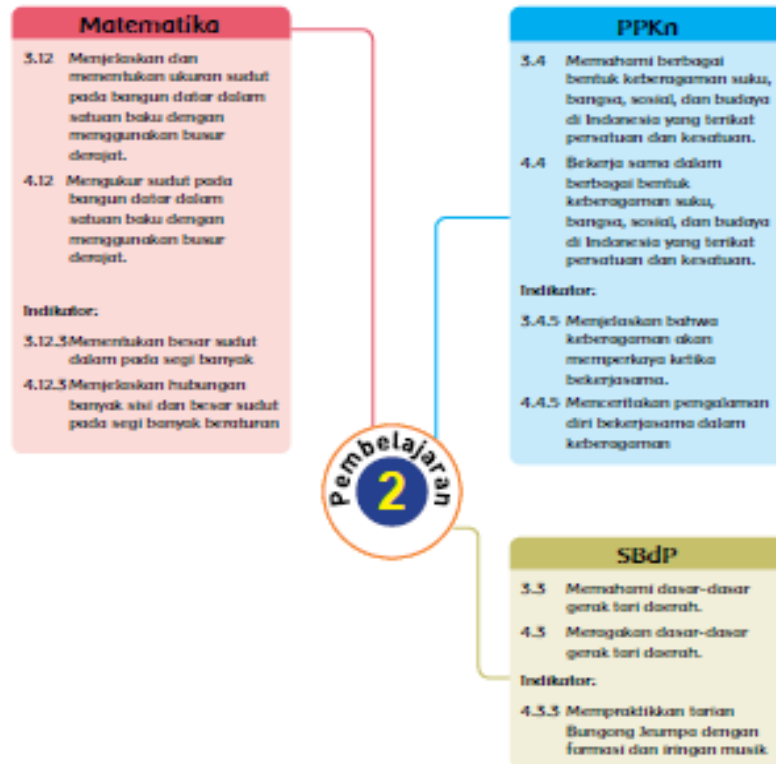 Matematika
3.12 Menjelaskan dan
menentukan ukuran sudut
pada bangun datar dalam
satuan baku dengan
menggunakan busur
derajat.
4.12 Mengukur sudut pada
bangun datar dalam
satuan baku dengan
menggunakan busur
derajat.
Indikator:
3.12.3 Menentukan besar sudut
dalam pada segi banyak
4.12.3 Menjelaskan hubungan
banyak sisi dan besar sudut
pada segi banyak beraturan
PPKn
3.4 Memahami berbagai
bentuk keberagaman suku,
bangsa, sosial, dan budaya
di Indonesia yang terikat
persatuan dan kesatuan.
4.4 Bekerja sama dalam
berbagai bentuk
keberagaman suku,
bangsa, sosial, dan budaya
di Indonesia yang terikat
persatuan dan kesatuan.
Indikator:
3.4.5 Menjelaskan bahwa
keberagaman akan
memperkaya ketika
bekerjasama.
4.4.5 Menceritakan pengalaman
diri bekerjasama dalam
keberagaman
Pembelajaran
2
SBdP
3.3 Memahami dasar-dasar
gerak tari daerah.
4.3 Meragakan dasar-dasar
gerak tari daerah.
Indikator:
4.3.3 Mempraktikkan tarian
Bungong Jeumpa dengan
formasi dan iringan musik